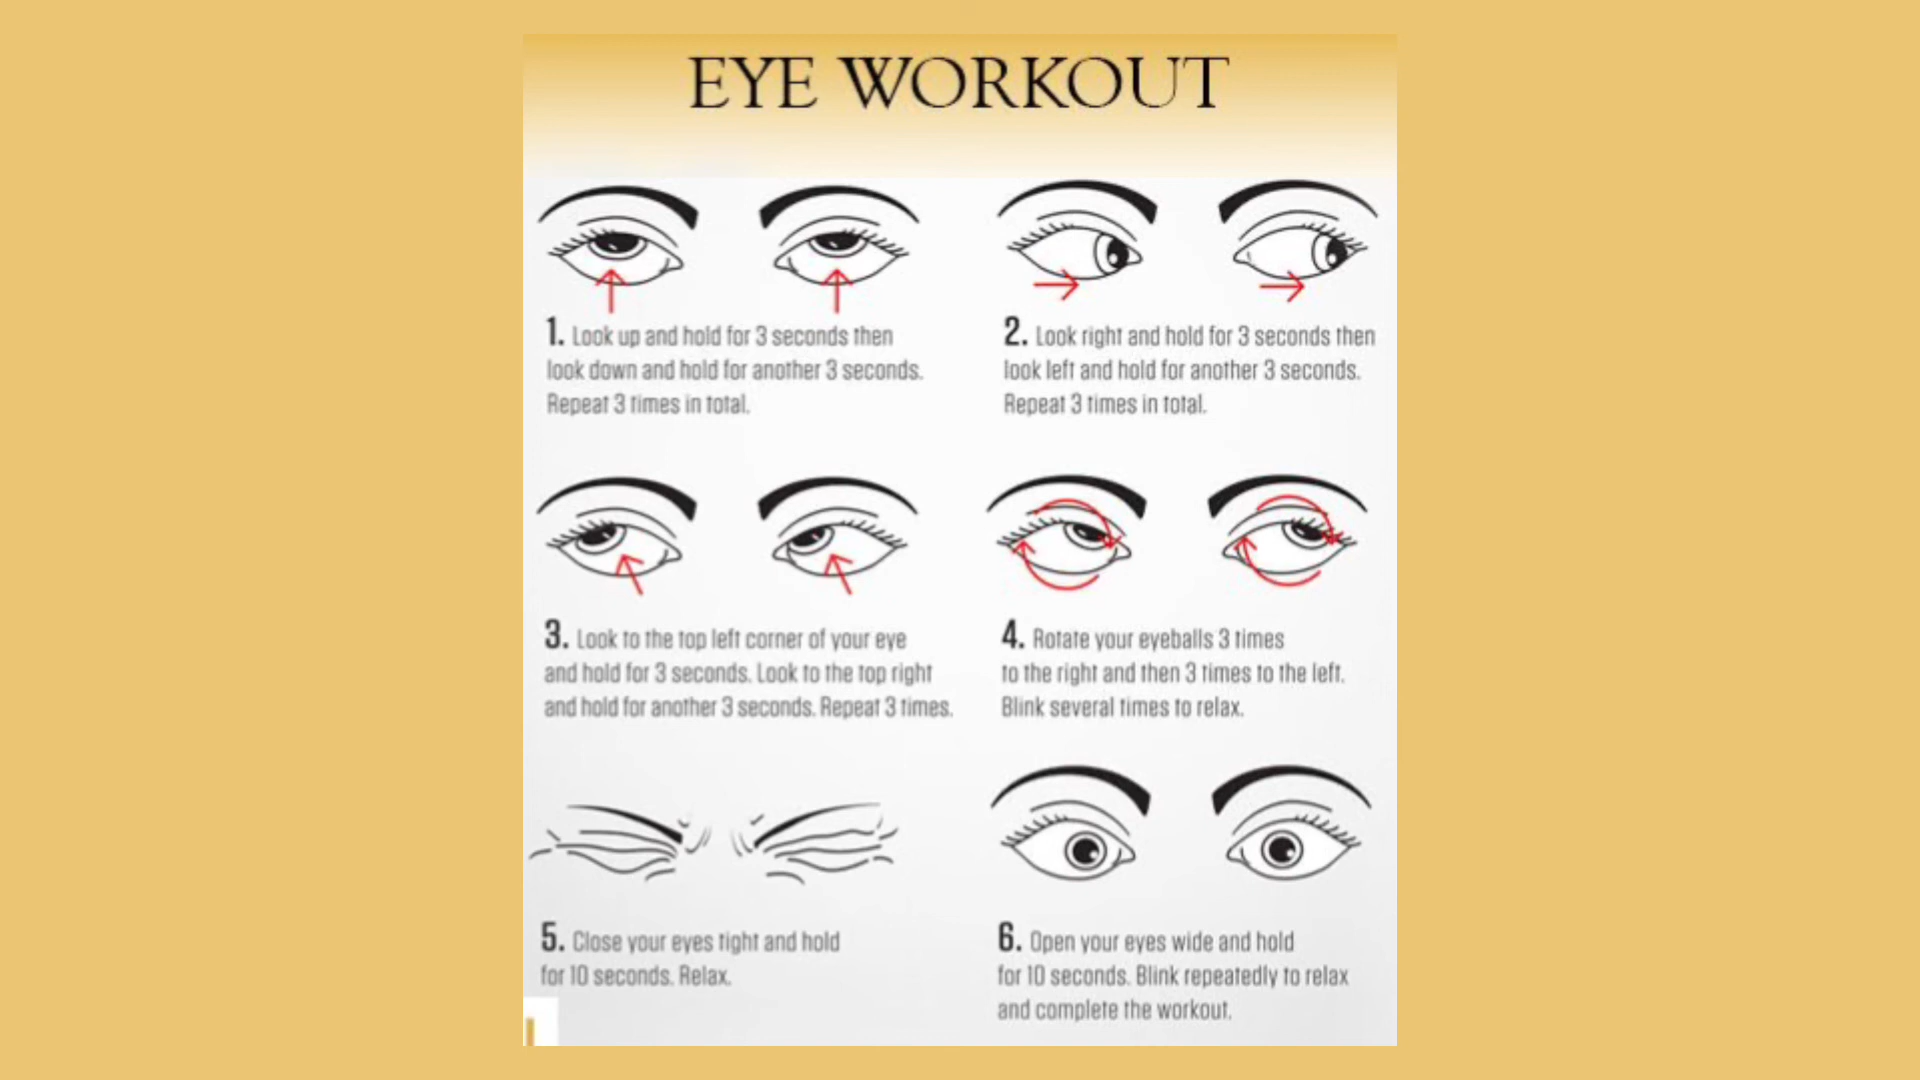 EYE WORKOUT
1. Look up and hold for 3 seconds then
look down and hold for another 3 seconds.
Repeat 3 times in total.
2. Look right and hold for 3 seconds then
look left and hold for another 3 seconds.
Repeat 3 times in total.
3. Look to the top left corner of your eye
and hold for 3 seconds. Look to the top right
and hold for another 3 seconds. Repeat 3 times.
4. Rotate your eyeballs 3 times
to the right and then 3 times to the left.
Blink several times to relax.
5. Close your eyes tight and hold
for 10 seconds. Relax.
6. Open your eyes wide and hold
for 10 seconds. Blink repeatedly to relax
and complete the workout.